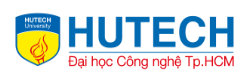 HUTECH
University
HUTECH
Đại học Công nghệ Tp.HCM